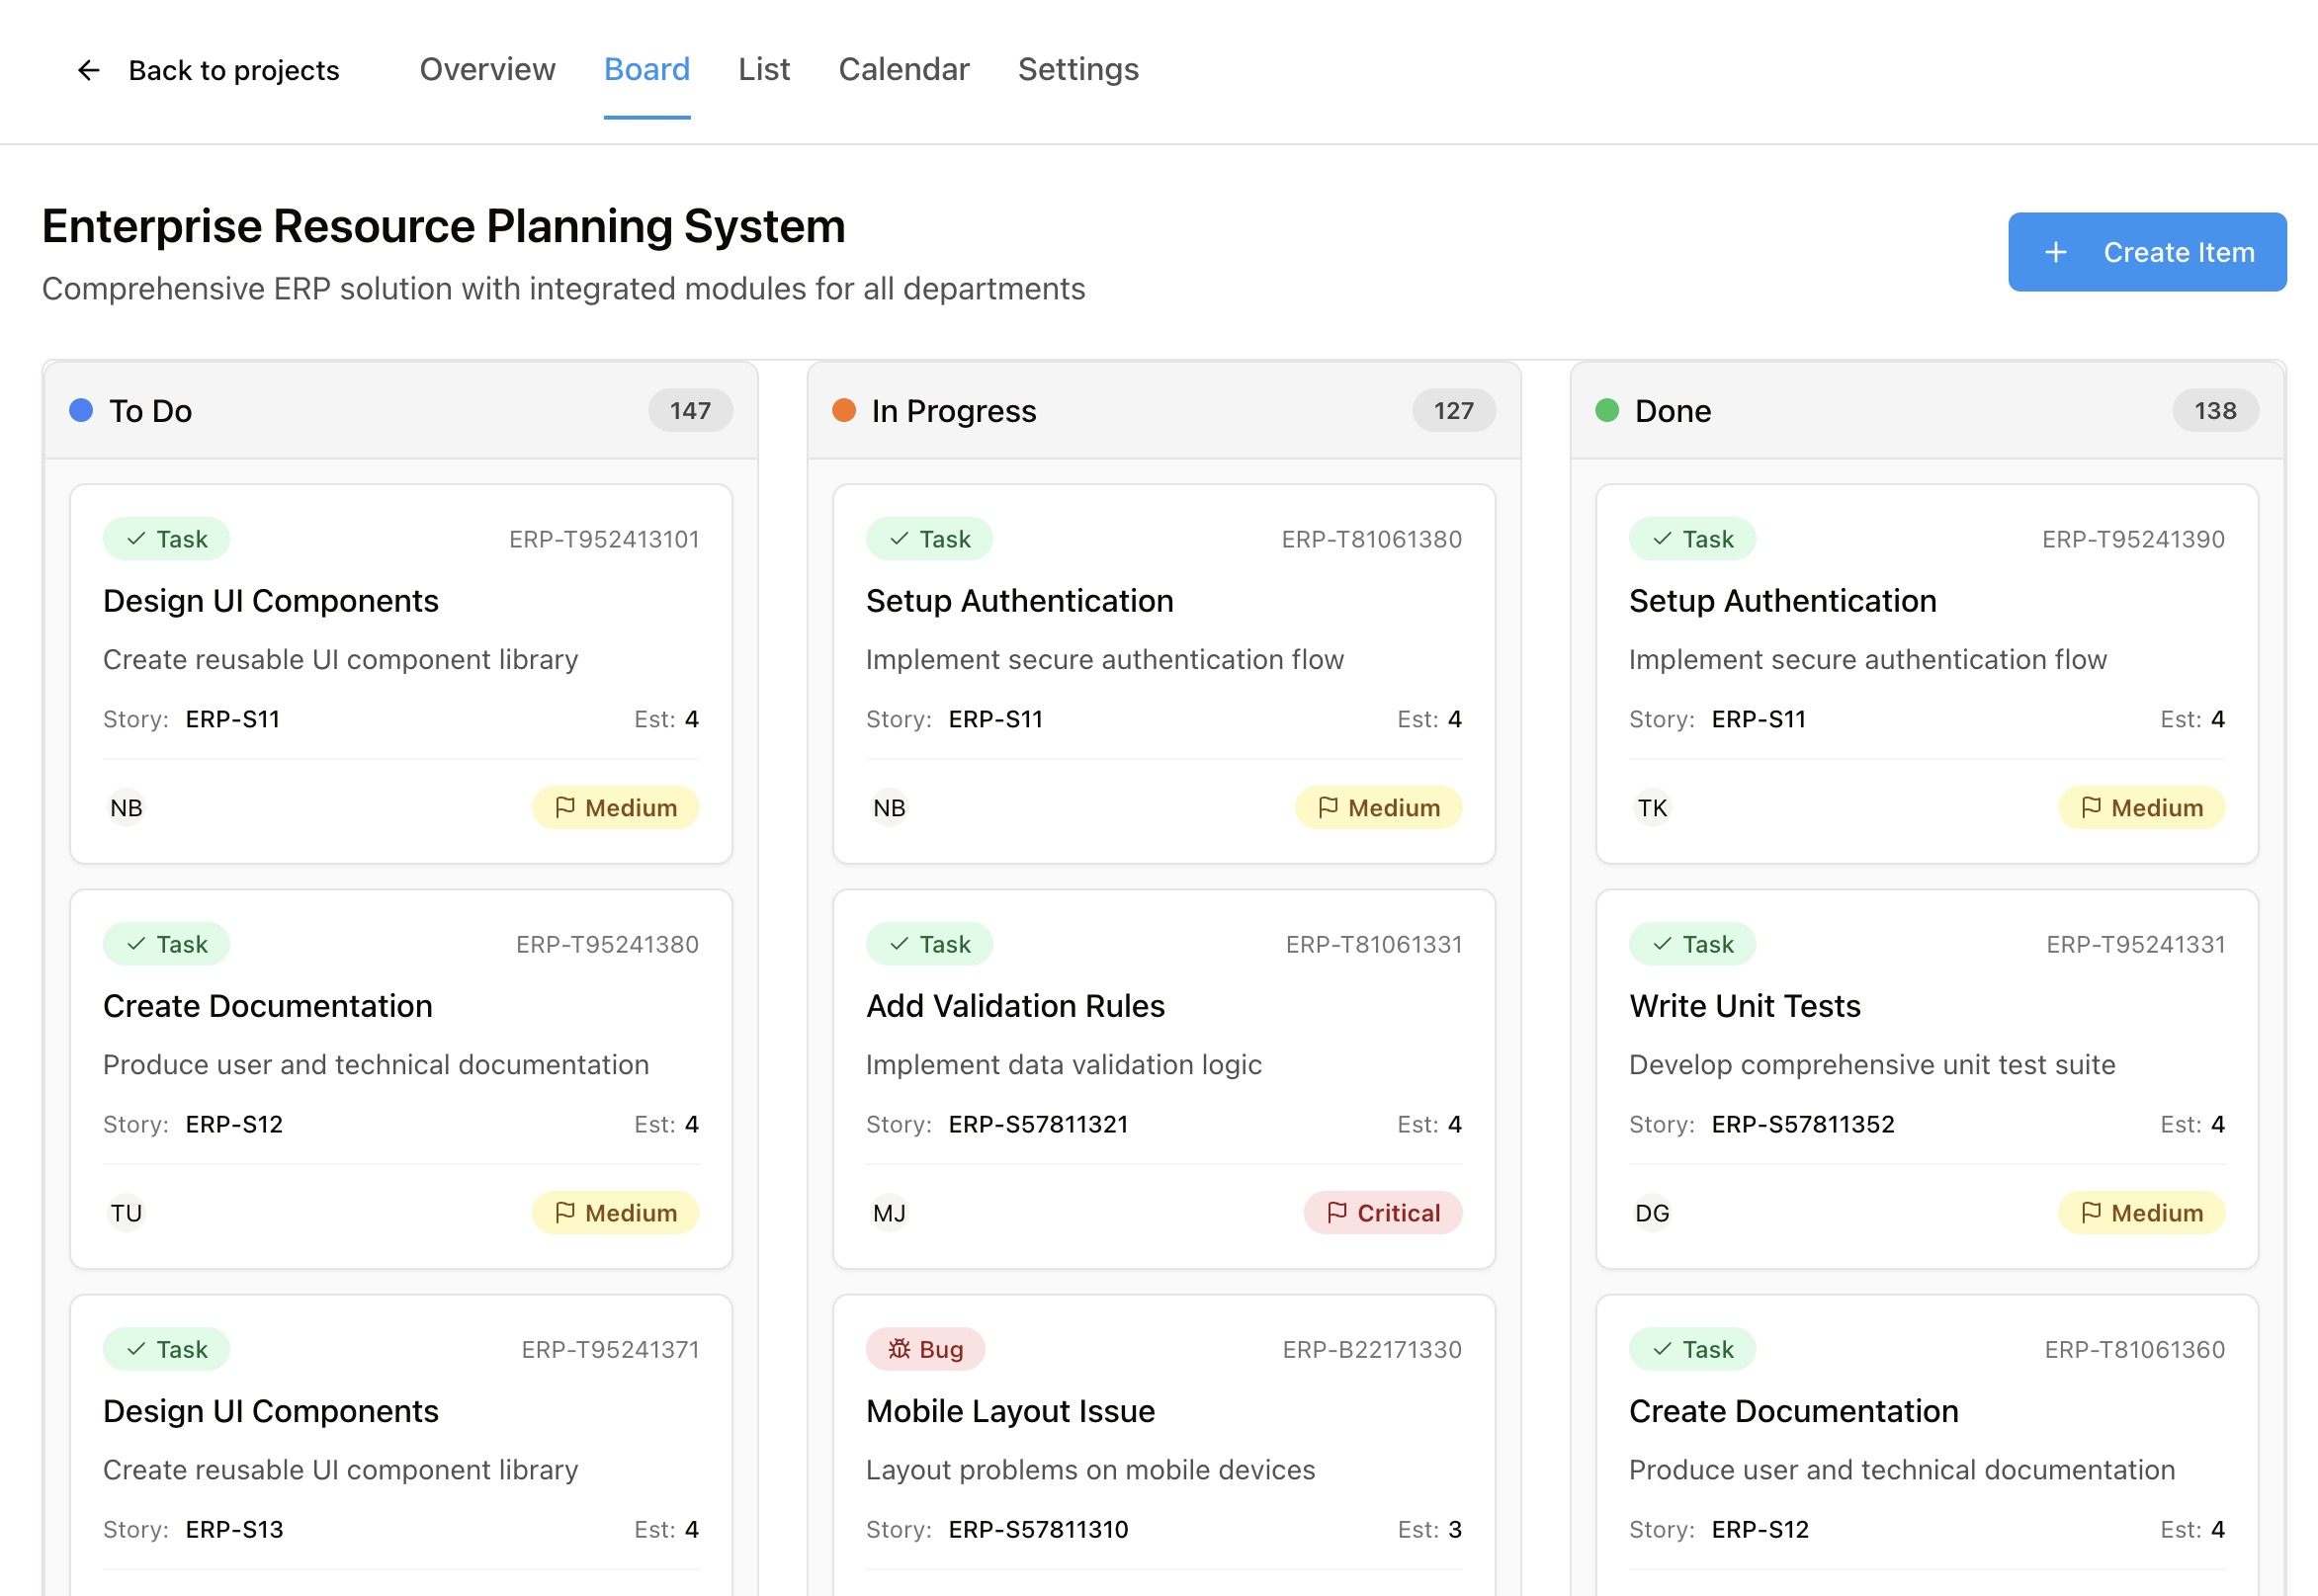 Back to projects
Overview
Board
List
Calendar
Settings
Enterprise Resource Planning System
Comprehensive ERP solution with integrated modules for all departments
Create Item
To Do
147
Task
ERP-T952413101
Design UI Components
Create reusable UI component library
Story: ERP-S11
Est: 4
NB
Medium
Task
ERP-T95241380
Create Documentation
Produce user and technical documentation
Story: ERP-S12
Est: 4
TU
Medium
Task
ERP-T95241371
Design UI Components
Create reusable UI component library
Story: ERP-S13
Est: 4
In Progress
127
Task
ERP-T81061380
Setup Authentication
Implement secure authentication flow
Story: ERP-S11
Est: 4
NB
Medium
Task
ERP-T81061331
Add Validation Rules
Implement data validation logic
Story: ERP-S57811321
Est: 4
MJ
Critical
Bug
ERP-B22171330
Mobile Layout Issue
Layout problems on mobile devices
Story: ERP-S57811310
Est: 3
Done
138
Task
ERP-T95241390
Setup Authentication
Implement secure authentication flow
Story: ERP-S11
Est: 4
TK
Medium
Task
ERP-T95241331
Write Unit Tests
Develop comprehensive unit test suite
Story: ERP-S57811352
Est: 4
DG
Medium
Task
ERP-T81061360
Create Documentation
Produce user and technical documentation
Story: ERP-S12
Est: 4